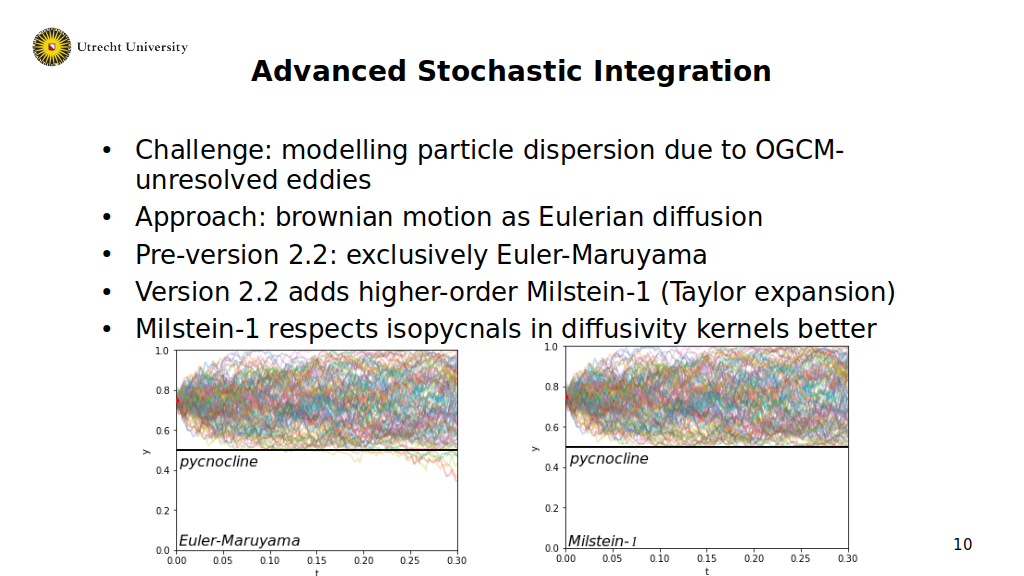 Utrecht University
Advanced Stochastic Integration
• Challenge: modelling particle dispersion due to OGCM-
unresolved eddies
• Approach: brownian motion as Eulerian diffusion
• Pre-version 2.2: exclusively Euler-Maruyama
• Version 2.2 adds higher-order Milstein-1 (Taylor expansion)
• Milstein-1 respects isopycnals in diffusivity kernels better
1.0
0.8
0.6
y
0.4
0.2
0.0
pycnocline
Euler-Maruyama
0.00 0.05 0.10 0.15 0.20 0.25 0.30
t
1.0
0.8
0.6
y
0.4
0.2
0.0
pycnocline
Milstein-1
0.00 0.05 0.10 0.15 0.20 0.25 0.30
t
10